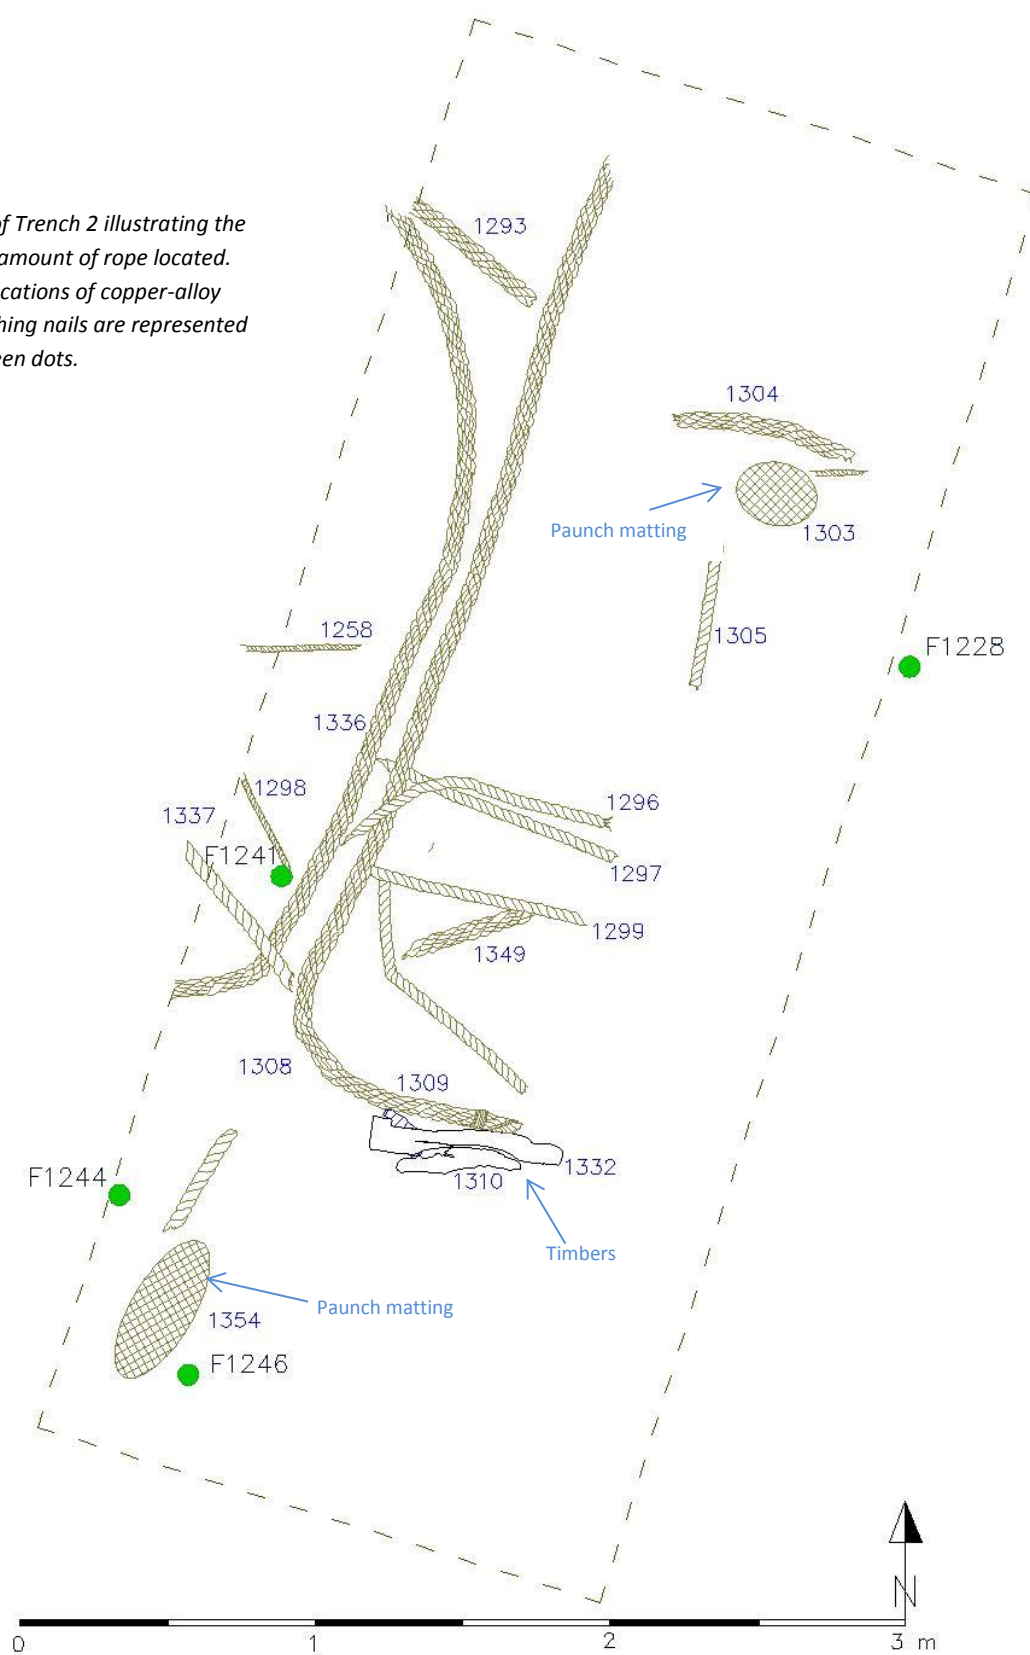 of Trench 2 illustrating the
amount of rope located.
cations of copper-alloy
hing nails are represented
een dots.
1293
1304
Paunch matting
1303
1258
1305
F1228
1336
1298
1337
1296
F1241
1297
1299
1349
1308
1309
1332
F1244
1310
Timbers
Paunch matting
1354
F1246
N
0 1 2 3 m